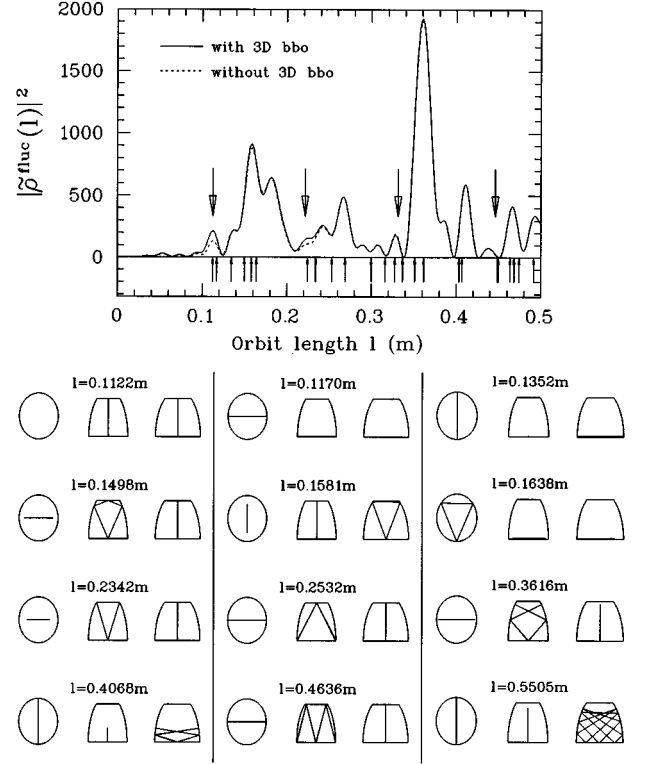 2000
1500
1000
500
0
|ρ̃^fluc(l)|²
with 3D bbo
without 3D bbo
0 0.1 0.2 0.3 0.4 0.5
Orbit length l (m)
l=0.1122m l=0.1170m l=0.1352m
l=0.1498m l=0.1581m l=0.1638m
l=0.2342m l=0.2532m l=0.3616m
l=0.4068m l=0.4636m l=0.5505m